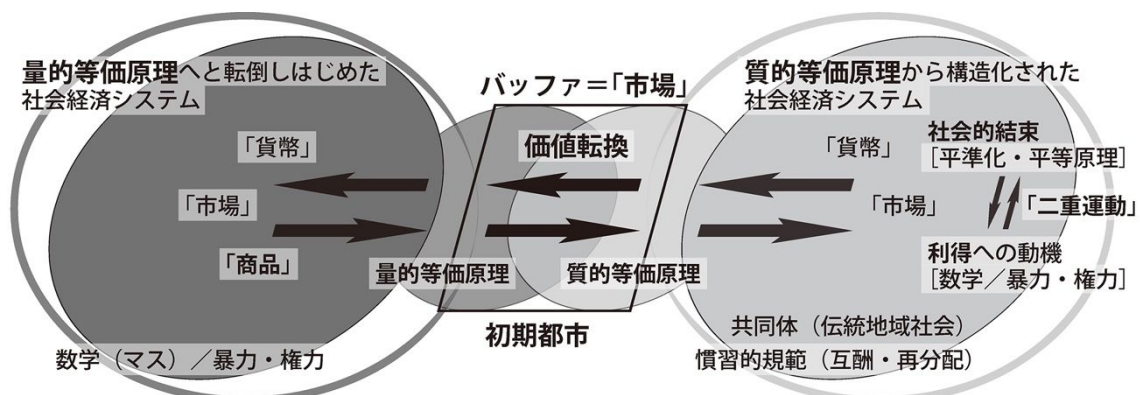 量的等価原理へと転倒しはじめた
社会経済システム
「貨幣」
「市場」
「商品」
数学（マス）／暴力・権力
バッファ＝「市場」
価値転換
量的等価原理
質的等価原理
初期都市
質的等価原理から構造化された
社会経済システム
「貨幣」
「市場」
社会的結束
［平準化・平等原理］
「二重運動」
利得への動機
［数学／暴力・権力］
共同体（伝統地域社会）
慣習的規範（互酬・再分配）